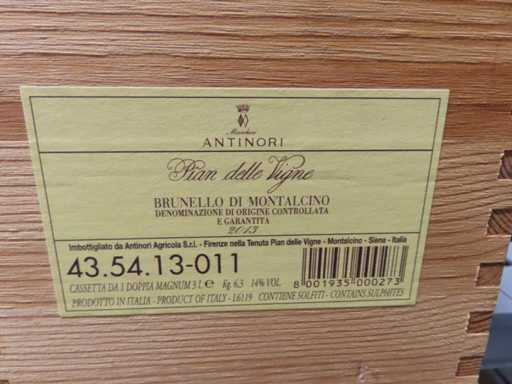 Marchesi
ANTINORI
Pian delle Vigne
BRUNELLO DI MONTALCINO
DENOMINAZIONE DI ORIGINE CONTROLLATA
E GARANTITA
2013
Imbottigliato da Antinori Agricola S.r.l. - Firenze nella Tenuta Pian delle Vigne - Montalcino - Siena - Italia
43.54.13-011
CASSETTA DA 1 DOPPIA MAGNUM 3 L e Kg 6,3 14% VOL.
8 001935 000273
PRODOTTO IN ITALIA - PRODUCT OF ITALY - 16119 CONTIENE SOLFITI - CONTAINS SULPHITES